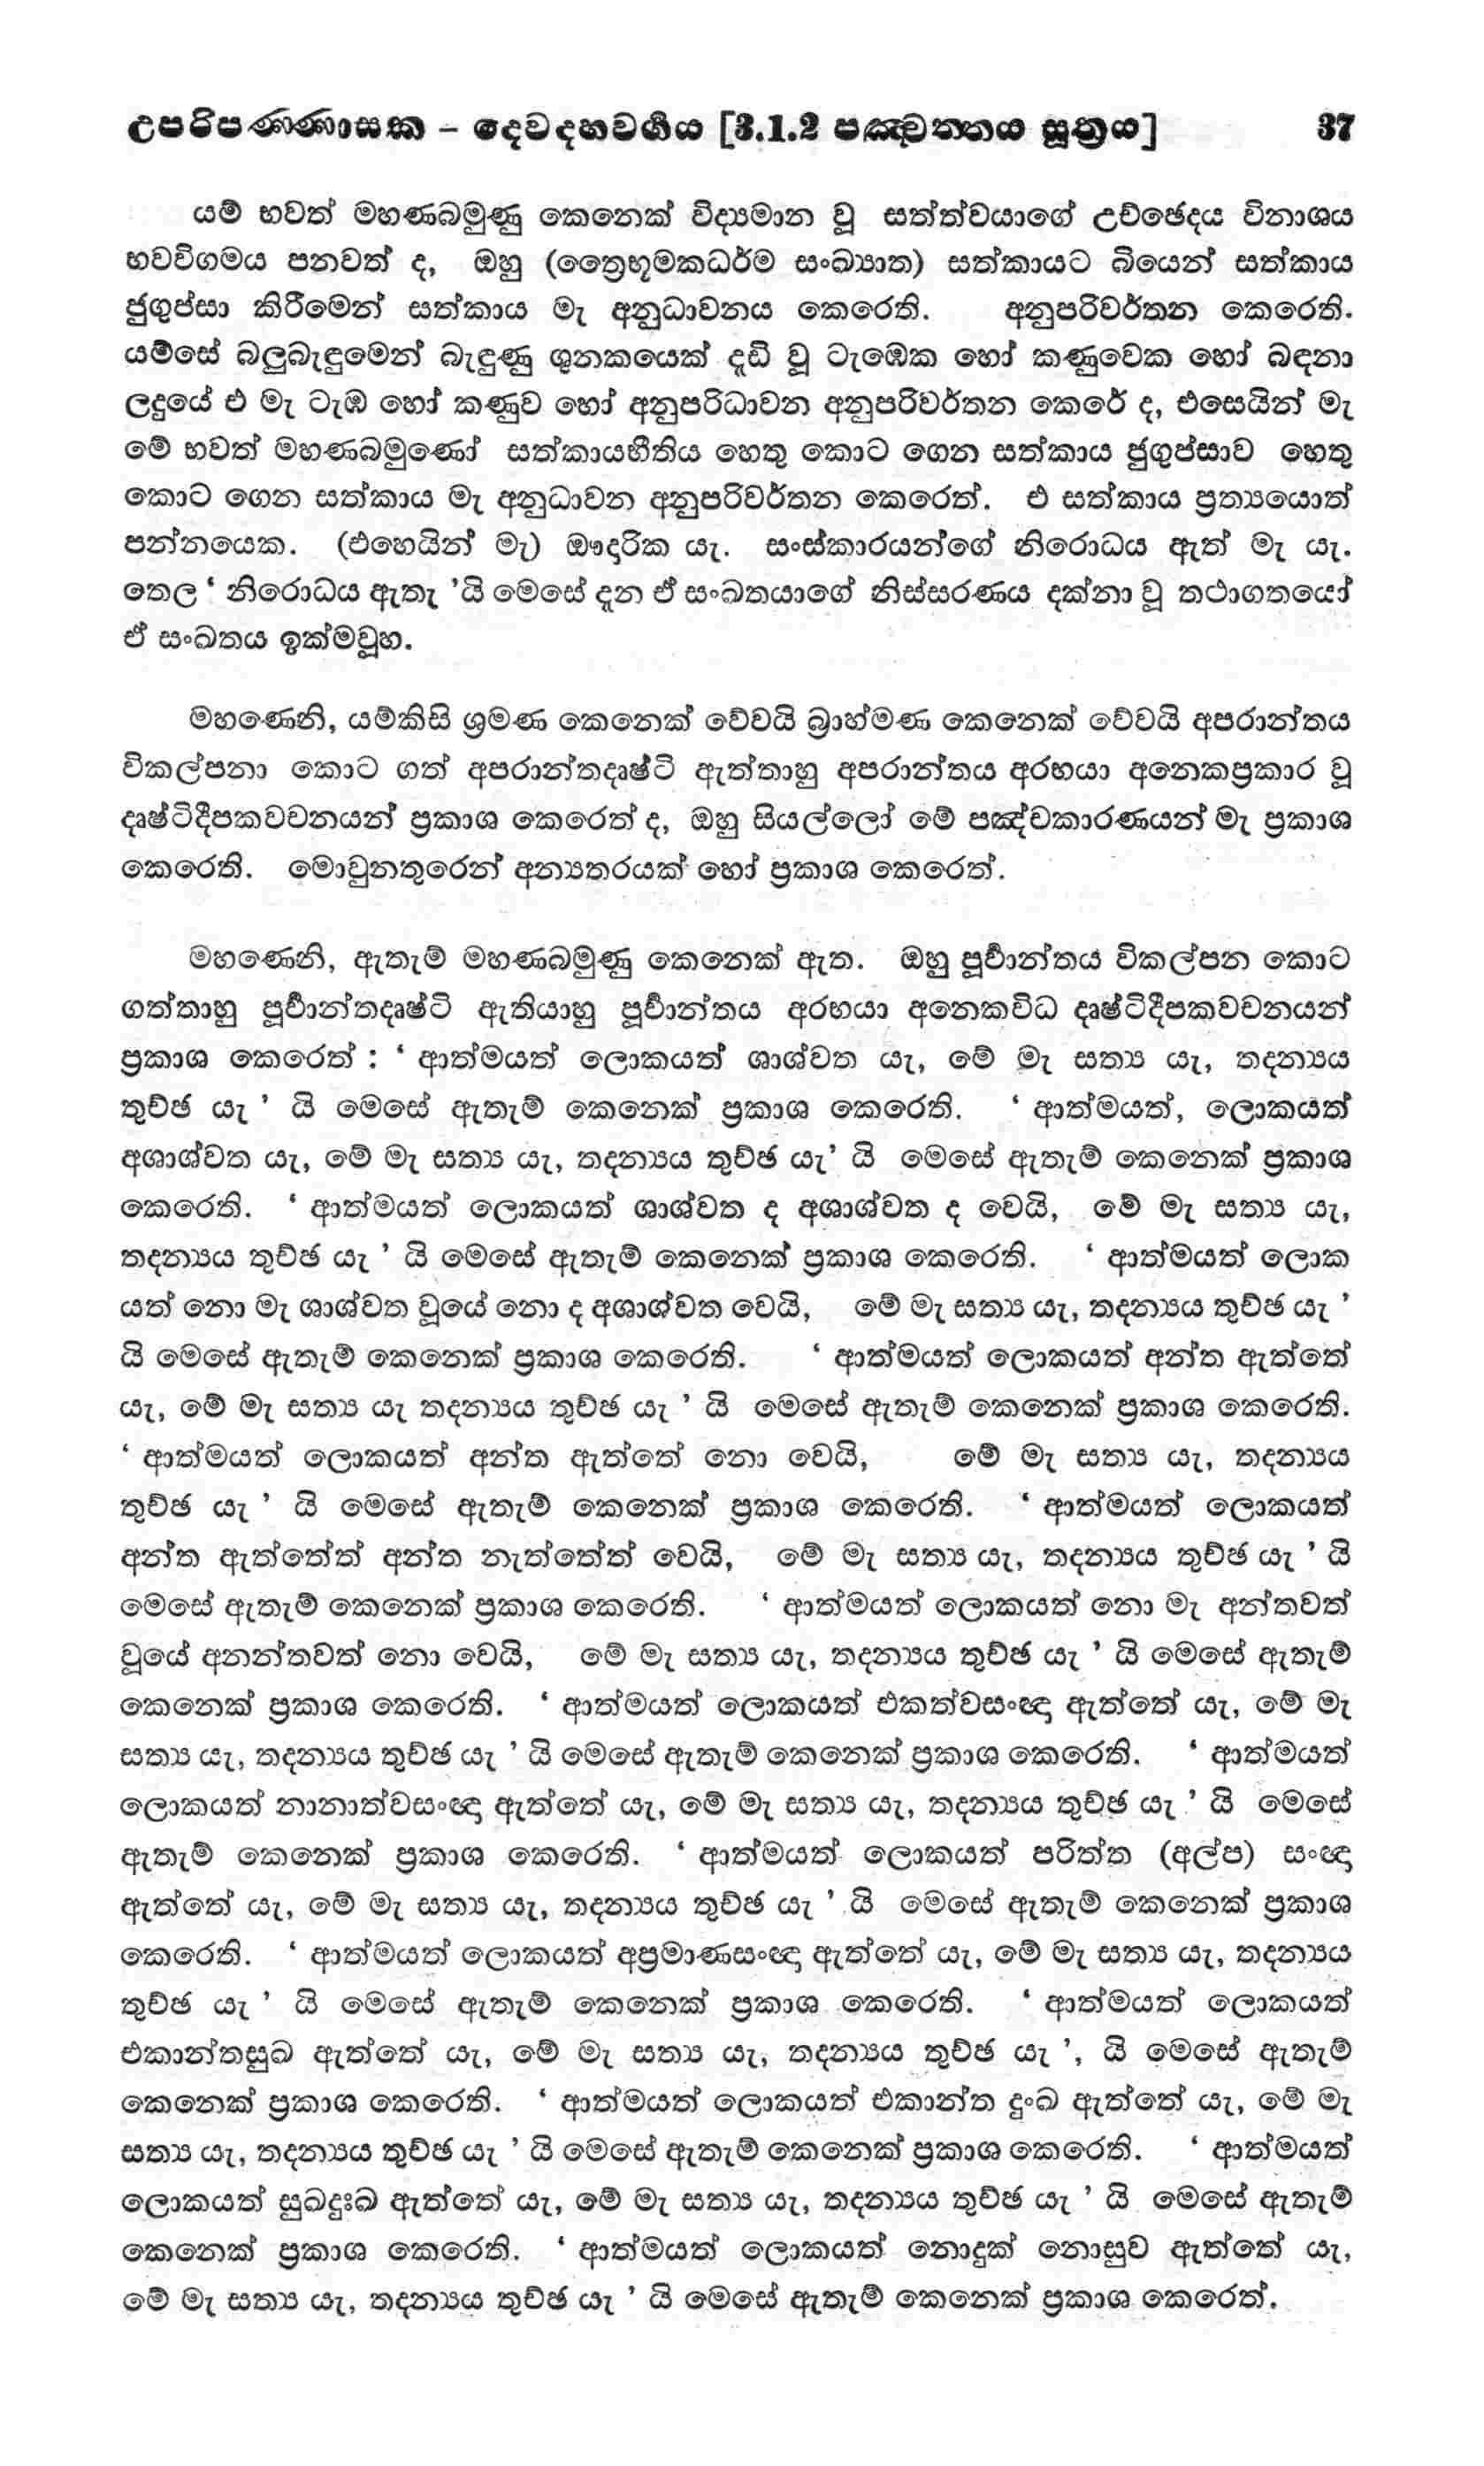 උපරිපණ්ණාසක – දෙවදහවර්ගය [3.1.2 පඤ්චත්තය සූත්‍රය] 37
යම් භවත් මහණබමුණු කෙනෙක් විද්‍යමාන වූ සත්ත්වයාගේ උච්ඡෙදය විනාශය
භවවිගමය පනවත් ද, ඔහු (ත්‍රෛභූමකධර්ම සංඛ්‍යාත) සත්කායට බියෙන් සත්කාය
ජුගුප්සා කිරීමෙන් සත්කාය මැ අනුධාවනය කෙරෙති. අනුපරිවර්තන කෙරෙති.
යම්සේ බලුබැඳුමෙන් බැඳුණු ශුනකයෙක් දැඩි වූ ටැඹෙක හෝ කණුවෙක හෝ බඳනා
ලදුයේ එ මැ ටැඹ හෝ කණුව හෝ අනුපරිධාවන අනුපරිවර්තන කෙරේ ද, එසෙයින් මැ
මේ භවත් මහණබමුණෝ සත්කායභීතිය හෙතු කොට ගෙන සත්කාය ජුගුප්සාව හෙතු
කොට ගෙන සත්කාය මැ අනුධාවන අනුපරිවර්තන කෙරෙත්. එ සත්කාය ප්‍රත්‍යයොත්
පන්නයෙක. (එහෙයින් මැ) ඖදාරික යැ. සංස්කාරයන්ගේ නිරොධය ඇත් මැ යැ.
තෙල ‘ නිරොධය ඇතැ ’යි මෙසේ දැන ඒ සංඛතයාගේ නිස්සරණය දක්නා වූ තථාගතයෝ
ඒ සංඛතය ඉක්මවූහ.
මහණෙනි, යම්කිසි ශ්‍රමණ කෙනෙක් වේවයි බ්‍රාහ්මණ කෙනෙක් වේවයි අපරාන්තය
විකල්පනා කොට ගත් අපරාන්තදෘෂ්ටි ඇත්තාහු අපරාන්තය අරභයා අනෙකප්‍රකාර වූ
දෘෂ්ටිදීපකවචනයන් ප්‍රකාශ කෙරෙත් ද, ඔහු සියල්ලෝ මේ පඤ්චකාරණයන් මැ ප්‍රකාශ
කෙරෙති. මොවුනතුරෙන් අන්‍යතරයක් හෝ ප්‍රකාශ කෙරෙත්.
මහණෙනි, ඇතැම් මහණබමුණු කෙනෙක් ඇත. ඔහු පූර්‍වාන්තය විකල්පන කොට
ගත්තාහු පූර්‍වාන්තදෘෂ්ටි ඇතියාහු පූර්‍වාන්තය අරභයා අනෙකවිධ දෘෂ්ටිදීපකවචනයන්
ප්‍රකාශ කෙරෙත් : ‘ ආත්මයත් ලොකයත් ශාශ්වත යැ, මේ මැ සත්‍ය යැ, තදන්‍යය
තුච්ඡ යැ ’ යි මෙසේ ඇතැම් කෙනෙක් ප්‍රකාශ කෙරෙති. ‘ ආත්මයත්, ලොකයත්
අශාශ්වත යැ, මේ මැ සත්‍ය යැ, තදන්‍යය තුච්ඡ යැ’ යි මෙසේ ඇතැම් කෙනෙක් ප්‍රකාශ
කෙරෙති. ‘ ආත්මයත් ලොකයත් ශාශ්වත ද අශාශ්වත ද වෙයි, මේ මැ සත්‍ය යැ,
තදන්‍යය තුච්ඡ යැ ’ යි මෙසේ ඇතැම් කෙනෙක් ප්‍රකාශ කෙරෙති. ‘ ආත්මයත් ලොක
යත් නො මැ ශාශ්වත වූයේ නො ද අශාශ්වත වෙයි, මේ මැ සත්‍ය යැ, තදන්‍යය තුච්ඡ යැ ’
යි මෙසේ ඇතැම් කෙනෙක් ප්‍රකාශ කෙරෙති. ‘ ආත්මයත් ලොකයත් අන්ත ඇත්තේ
යැ, මේ මැ සත්‍ය යැ තදන්‍යය තුච්ඡ යැ ’ යි මෙසේ ඇතැම් කෙනෙක් ප්‍රකාශ කෙරෙති.
‘ ආත්මයත් ලොකයත් අන්ත ඇත්තේ නො වෙයි, මේ මැ සත්‍ය යැ, තදන්‍යය
තුච්ඡ යැ ’ යි මෙසේ ඇතැම් කෙනෙක් ප්‍රකාශ කෙරෙති. ‘ ආත්මයත් ලොකයත්
අන්ත ඇත්තේත් අන්ත නැත්තේත් වෙයි, මේ මැ සත්‍ය යැ, තදන්‍යය තුච්ඡ යැ ’ යි
මෙසේ ඇතැම් කෙනෙක් ප්‍රකාශ කෙරෙති. ‘ ආත්මයත් ලොකයත් නො මැ අන්තවත්
වූයේ අනන්තවත් නො වෙයි, මේ මැ සත්‍ය යැ, තදන්‍යය තුච්ඡ යැ ’ යි මෙසේ ඇතැම්
කෙනෙක් ප්‍රකාශ කෙරෙති. ‘ ආත්මයත් ලොකයත් එකත්වසංඥා ඇත්තේ යැ, මේ මැ
සත්‍ය යැ, තදන්‍යය තුච්ඡ යැ ’ යි මෙසේ ඇතැම් කෙනෙක් ප්‍රකාශ කෙරෙති. ‘ ආත්මයත්
ලොකයත් නානාත්වසංඥා ඇත්තේ යැ, මේ මැ සත්‍ය යැ, තදන්‍යය තුච්ඡ යැ ’ යි මෙසේ
ඇතැම් කෙනෙක් ප්‍රකාශ කෙරෙති. ‘ ආත්මයත් ලොකයත් පරිත්ත (අල්ප) සංඥා
ඇත්තේ යැ, මේ මැ සත්‍ය යැ, තදන්‍යය තුච්ඡ යැ ’ යි මෙසේ ඇතැම් කෙනෙක් ප්‍රකාශ
කෙරෙති. ‘ ආත්මයත් ලොකයත් අප්‍රමාණසංඥා ඇත්තේ යැ, මේ මැ සත්‍ය යැ, තදන්‍යය
තුච්ඡ යැ ’ යි මෙසේ ඇතැම් කෙනෙක් ප්‍රකාශ කෙරෙති. ‘ ආත්මයත් ලොකයත්
එකාන්තසුඛ ඇත්තේ යැ, මේ මැ සත්‍ය යැ, තදන්‍යය තුච්ඡ යැ ’, යි මෙසේ ඇතැම්
කෙනෙක් ප්‍රකාශ කෙරෙති. ‘ ආත්මයත් ලොකයත් එකාන්ත දුංඛ ඇත්තේ යැ, මේ මැ
සත්‍ය යැ, තදන්‍යය තුච්ඡ යැ ’ යි මෙසේ ඇතැම් කෙනෙක් ප්‍රකාශ කෙරෙති. ‘ ආත්මයත්
ලොකයත් සුඛදුඃඛ ඇත්තේ යැ, මේ මැ සත්‍ය යැ, තදන්‍යය තුච්ඡ යැ ’ යි මෙසේ ඇතැම්
කෙනෙක් ප්‍රකාශ කෙරෙති. ‘ ආත්මයත් ලොකයත් නොදුක් නොසුව ඇත්තේ යැ,
මේ මැ සත්‍ය යැ, තදන්‍යය තුච්ඡ යැ ’ යි මෙසේ ඇතැම් කෙනෙක් ප්‍රකාශ කෙරෙත්.